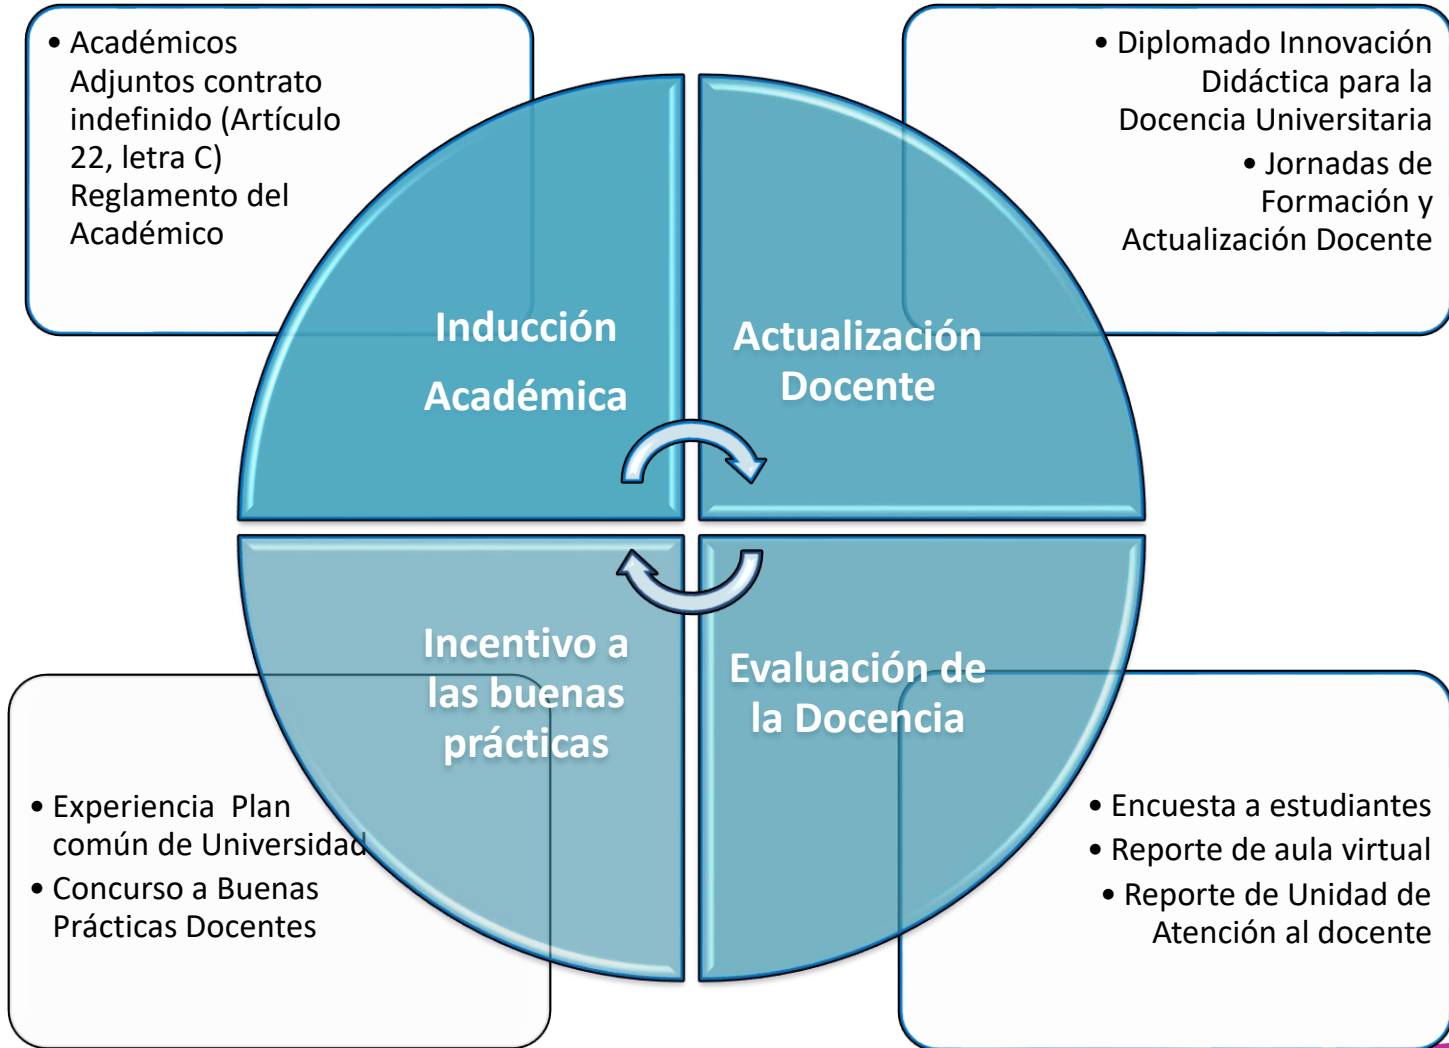 • Académicos
Adjuntos contrato
indefinido (Artículo
22, letra C)
Reglamento del
Académico
• Diplomado Innovación
Didáctica para la
Docencia Universitaria
• Jornadas de
Formación y
Actualización Docente
Inducción
Académica
Actualización
Docente
Incentivo a
las buenas
prácticas
Evaluación de
la Docencia
• Experiencia Plan
común de Universidad
• Concurso a Buenas
Prácticas Docentes
• Encuesta a estudiantes
• Reporte de aula virtual
• Reporte de Unidad de
Atención al docente